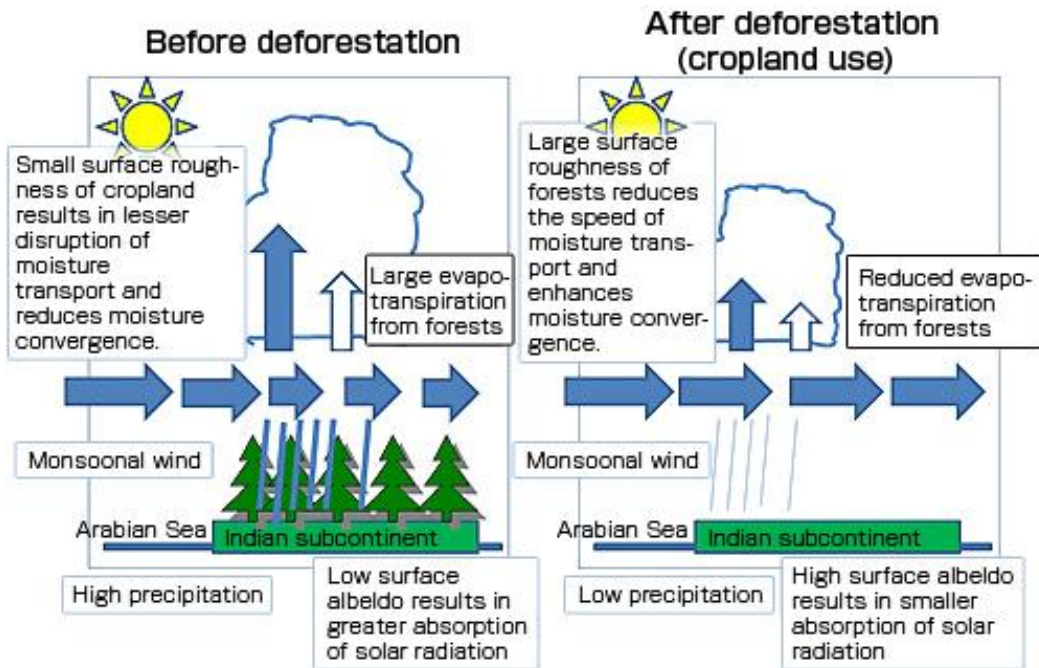 Before deforestation
Small surface rough-
ness of cropland
results in lesser
disruption of
moisture
transport and
reduces moisture
convergence.
Large evapo-
transpiration
from forests
Monsoonal wind
Arabian Sea
Indian subcontinent
High precipitation
Low surface
albeldo results in
greater absorption
of solar radiation
After deforestation
(cropland use)
Large surface
roughness of
forests reduces
the speed of
moisture trans-
port and
enhances
moisture conver-
gence.
Reduced evapo-
transpiration
from forests
Monsoonal wind
Arabian Sea
Indian subcontinent
Low precipitation
High surface albeldo
results in smaller
absorption of solar
radiation